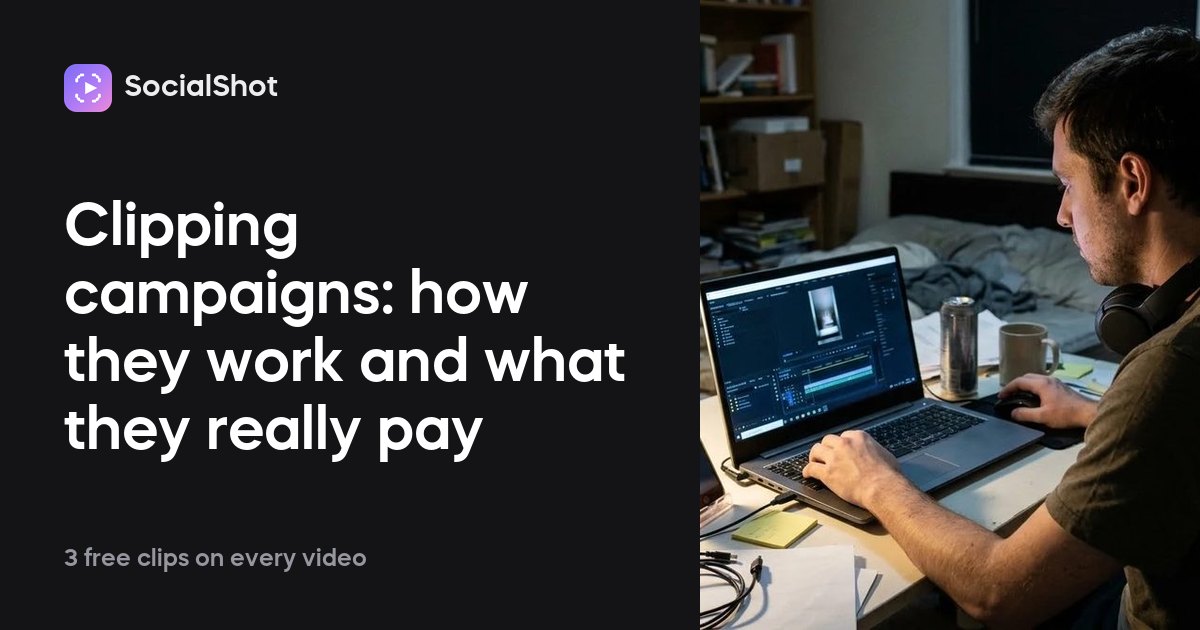 SocialShot
Clipping
campaigns: how
they work and what
they really pay
3 free clips on every video